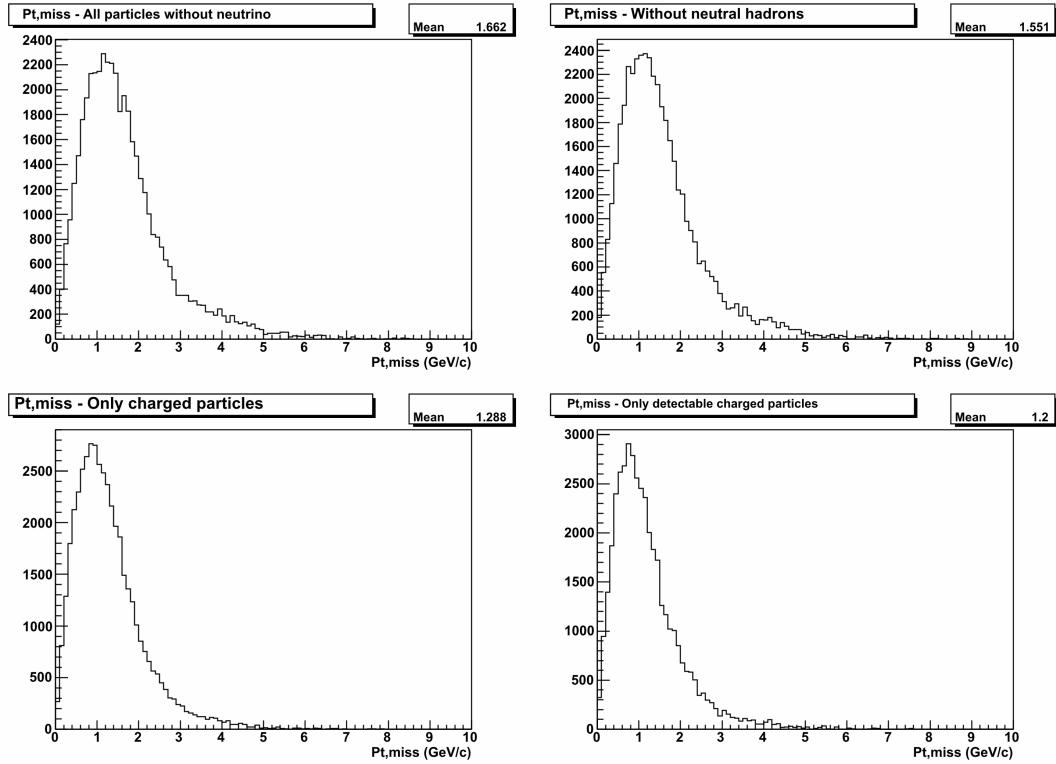 Pt,miss - All particles without neutrino
Mean 1.662
2400
2200
2000
1800
1600
1400
1200
1000
800
600
400
200
0
0 1 2 3 4 5 6 7 8 9 10
Pt,miss (GeV/c)
Pt,miss - Without neutral hadrons
Mean 1.551
2400
2200
2000
1800
1600
1400
1200
1000
800
600
400
200
0
0 1 2 3 4 5 6 7 8 9 10
Pt,miss (GeV/c)
Pt,miss - Only charged particles
Mean 1.288
2500
2000
1500
1000
500
0
0 1 2 3 4 5 6 7 8 9 10
Pt,miss (GeV/c)
Pt,miss - Only detectable charged particles
Mean 1.2
3000
2500
2000
1500
1000
500
0
0 1 2 3 4 5 6 7 8 9 10
Pt,miss (GeV/c)